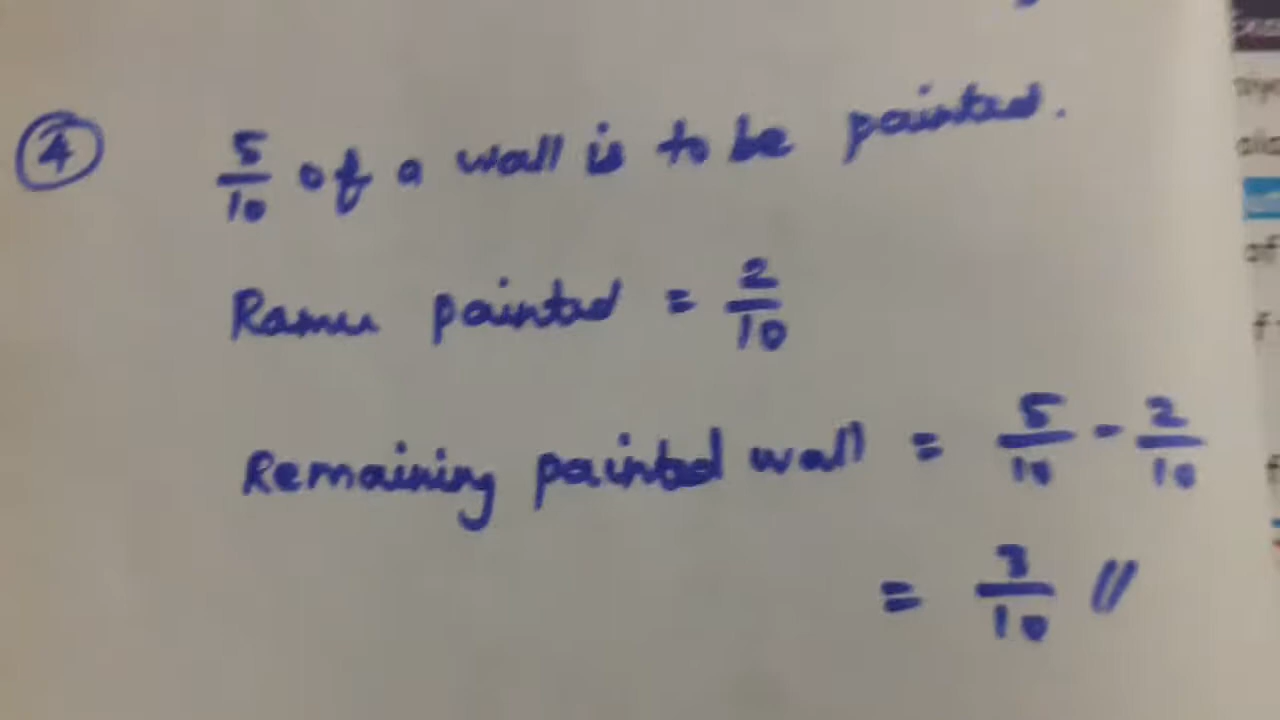 ④ 5/10 of a wall is to be painted.
Ramu painted = 2/10
Remaining painted wall = 5/10 - 2/10
= 3/10 //